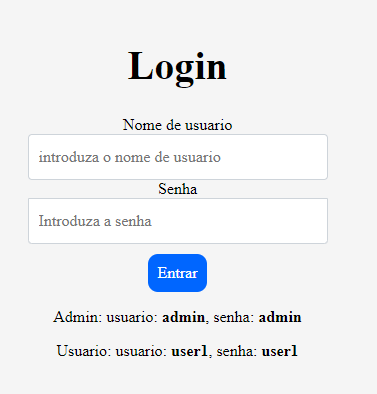 Login
Nome de usuario
introduza o nome de usuario
Senha
Introduza a senha
Entrar
Admin: usuario: admin, senha: admin
Usuario: usuario: user1, senha: user1